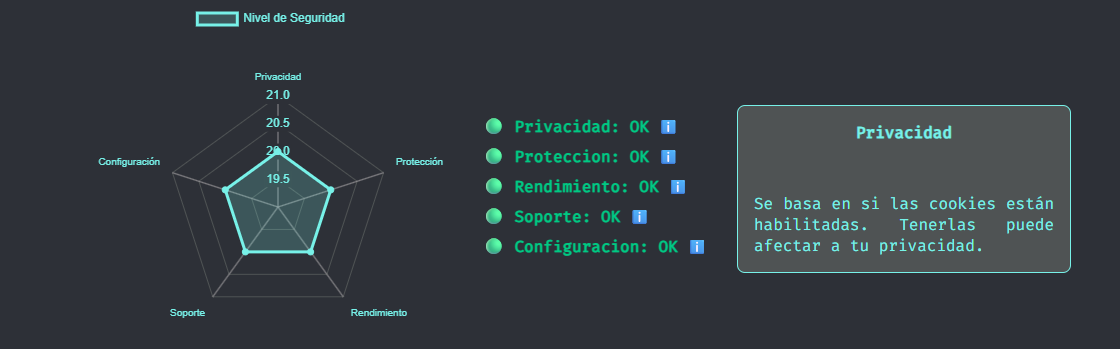 Nivel de Seguridad
Privacidad
21.0
20.5
20.0
19.5
Configuración
Protección
Soporte
Rendimiento
Privacidad: OK
Proteccion: OK
Rendimiento: OK
Soporte: OK
Configuracion: OK
Privacidad
Se basa en si las cookies están
habilitadas. Tenerlas puede
afectar a tu privacidad.